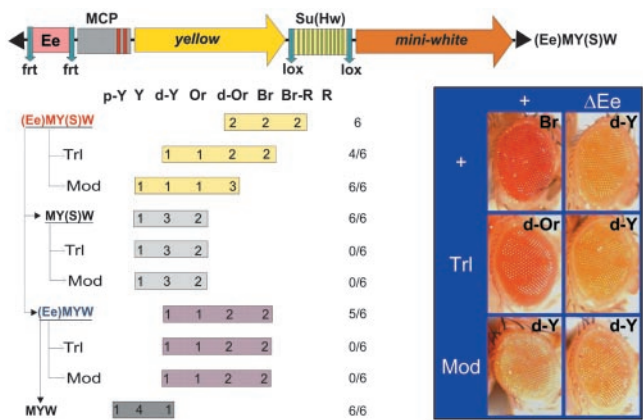 MCP Su(Hw)
Ee yellow mini-white (Ee)MY(S)W
frt frt lox lox
p-Y Y d-Y Or d-Or Br Br-R R
(Ee)MY(S)W 2 2 2 6
Trl 1 1 2 2 4/6
Mod 1 1 1 3 6/6
MY(S)W 1 3 2 6/6
Trl 1 3 2 0/6
Mod 1 3 2 0/6
(Ee)MYW 1 1 2 2 5/6
Trl 1 1 2 2 0/6
Mod 1 1 2 2 0/6
MYW 1 4 1 6/6
+ ΔEe
+ Br d-Y
Trl d-Or d-Y
Mod d-Y d-Y